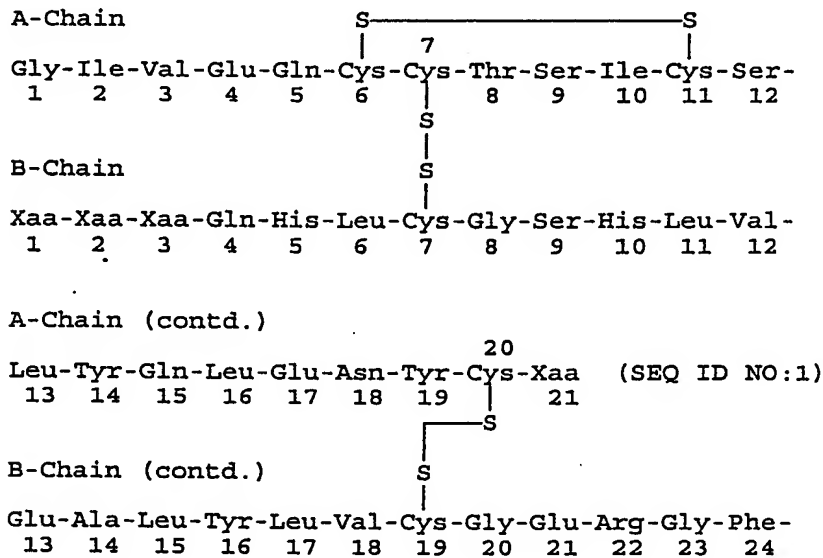 A-Chain S S
7
Gly-Ile-Val-Glu-Gln-Cys-Cys-Thr-Ser-Ile-Cys-Ser-
1 2 3 4 5 6 8 9 10 11 12
S
S
B-Chain
Xaa-Xaa-Xaa-Gln-His-Leu-Cys-Gly-Ser-His-Leu-Val-
1 2 3 4 5 6 7 8 9 10 11 12
A-Chain (contd.)
20
Leu-Tyr-Gln-Leu-Glu-Asn-Tyr-Cys-Xaa (SEQ ID NO:1)
13 14 15 16 17 18 19 21
S
S
B-Chain (contd.)
Glu-Ala-Leu-Tyr-Leu-Val-Cys-Gly-Glu-Arg-Gly-Phe-
13 14 15 16 17 18 19 20 21 22 23 24